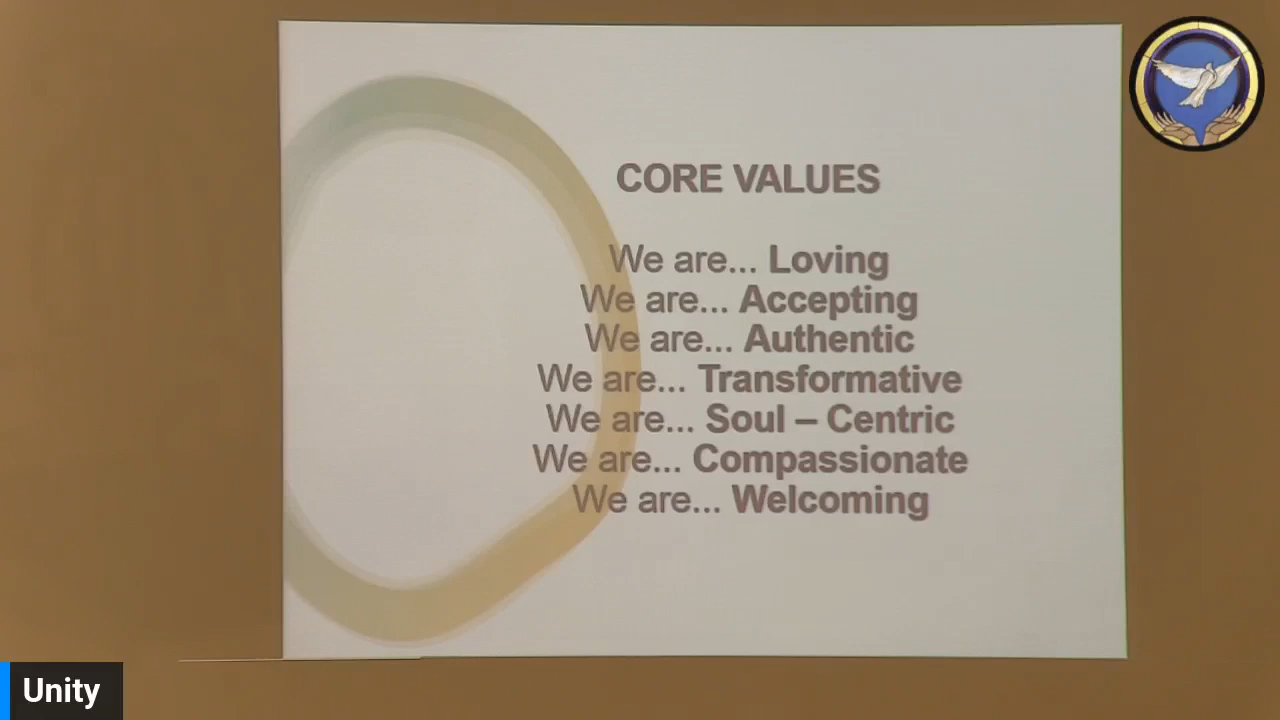 CORE VALUES
We are... Loving
We are... Accepting
We are... Authentic
We are... Transformative
We are... Soul – Centric
We are... Compassionate
We are... Welcoming
Unity